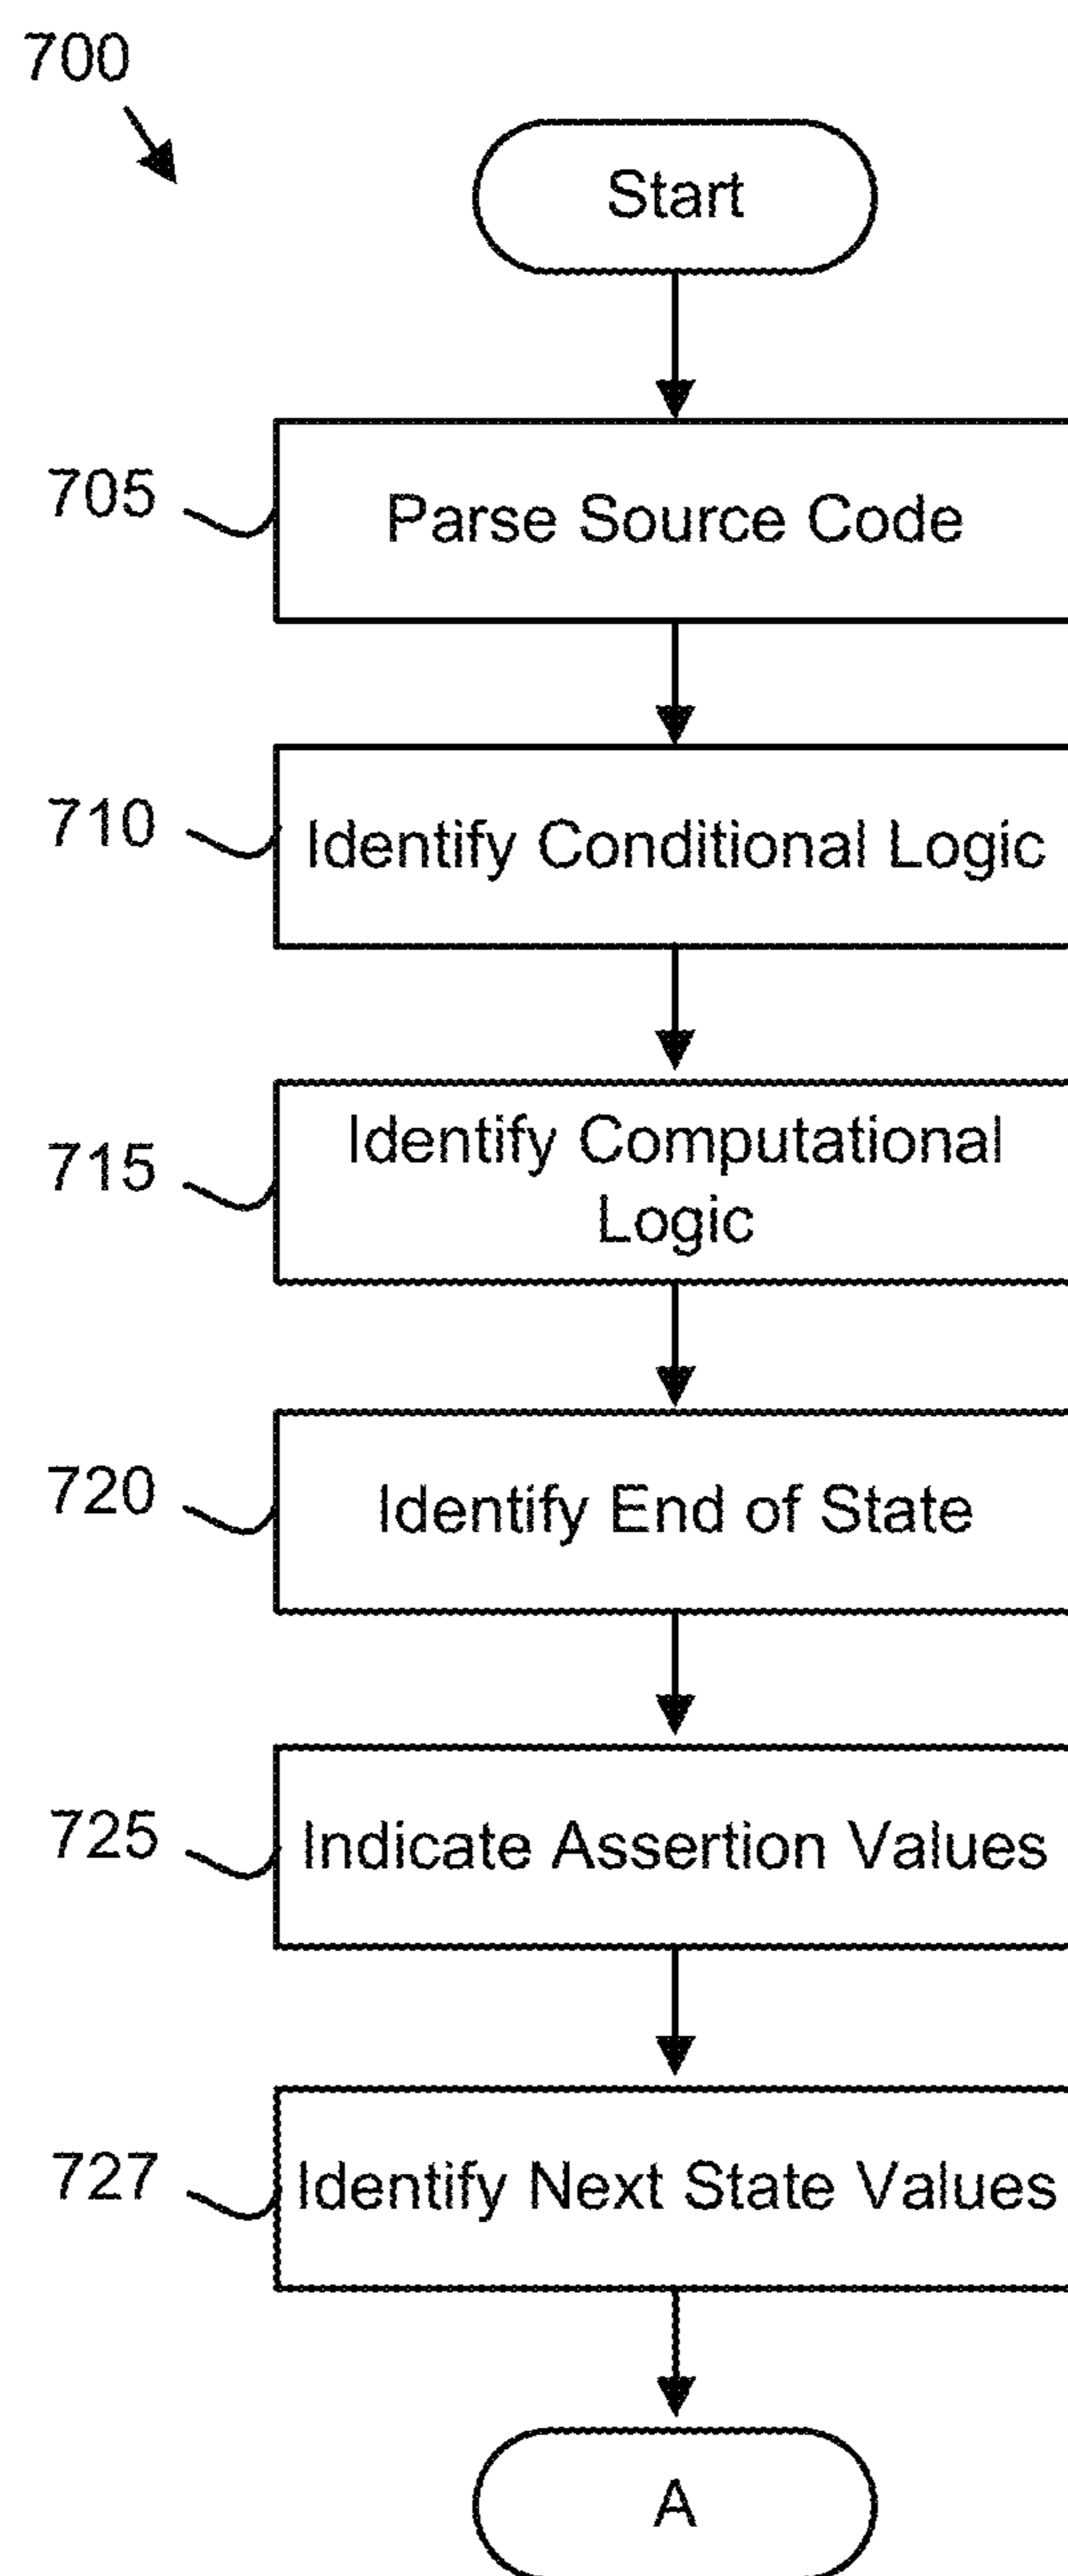 700
Start
705
Parse Source Code
710
Identify Conditional Logic
715
Identify Computational
Logic
720
Identify End of State
725
Indicate Assertion Values
727
Identify Next State Values
A